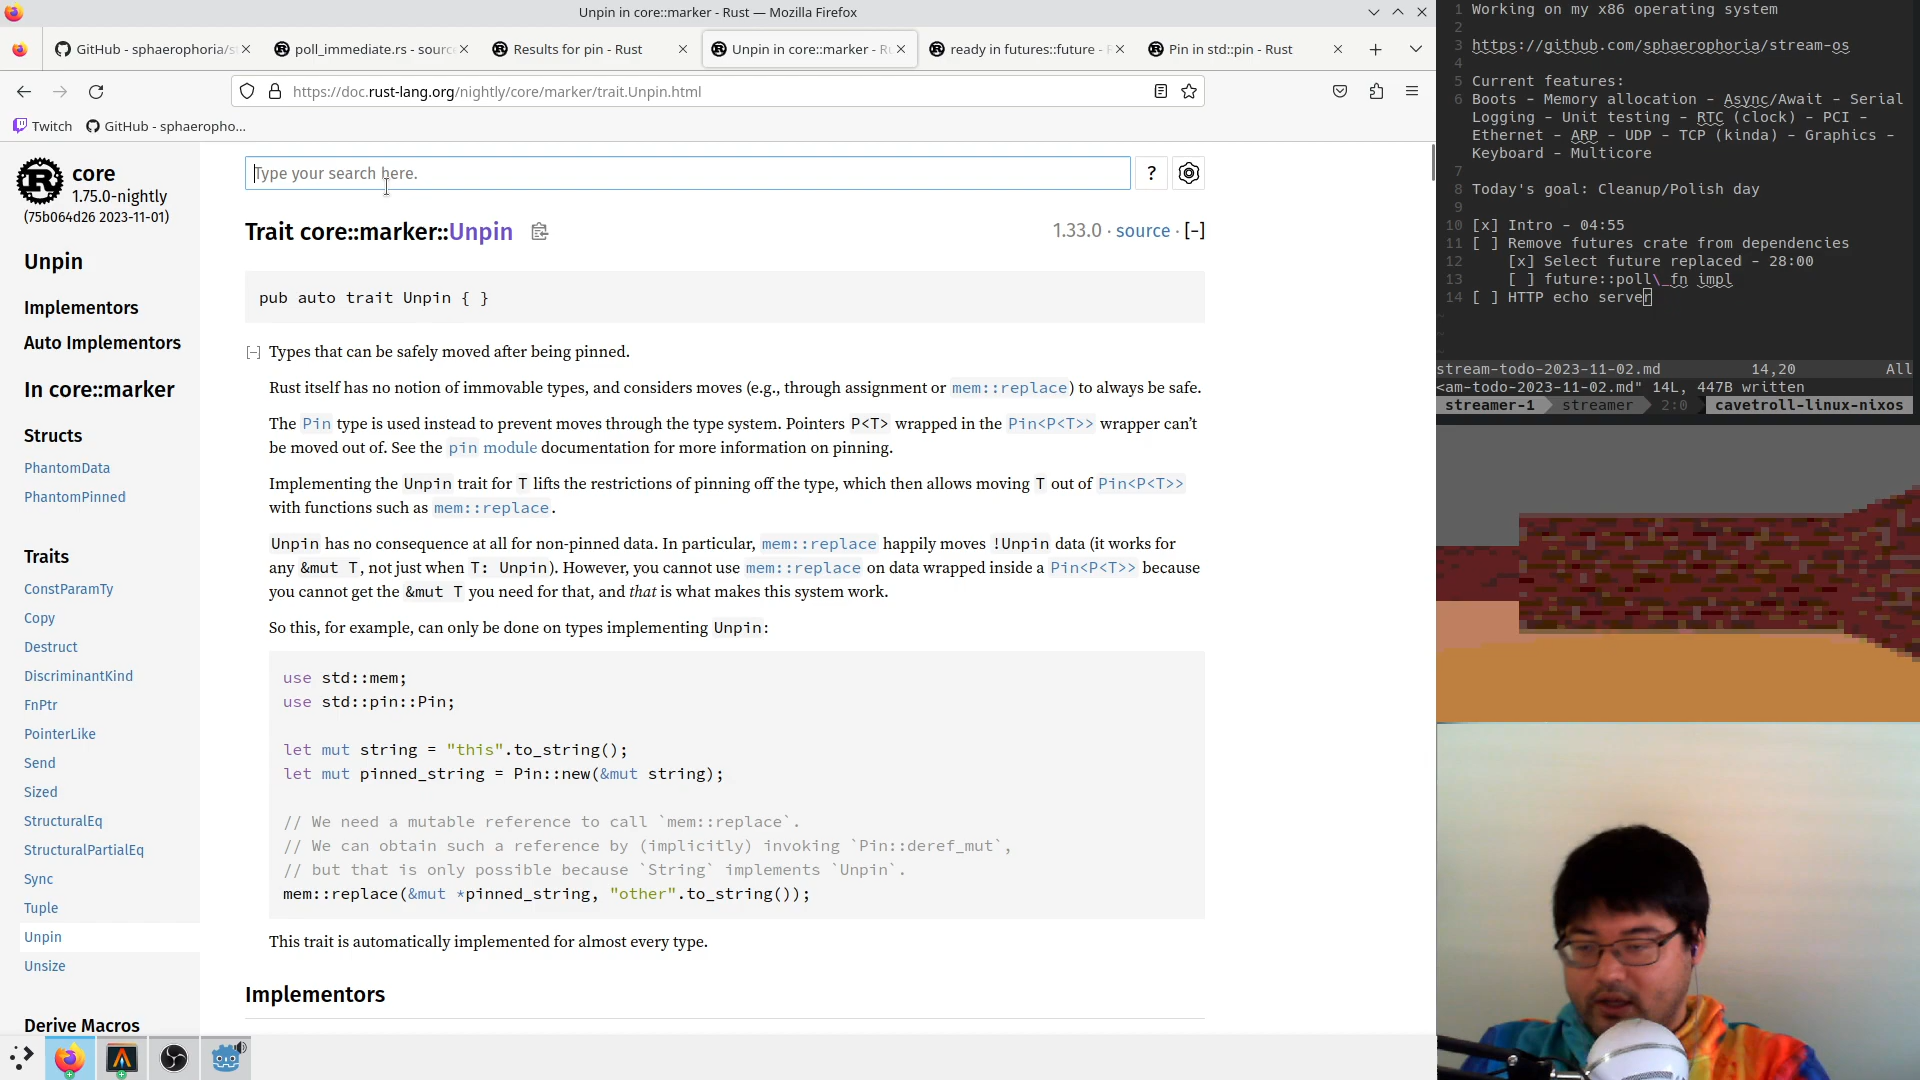 Unpin in core::marker - Rust — Mozilla Firefox
GitHub - sphaerophoria/s
poll_immediate.rs - source
Results for pin - Rust
Unpin in core::marker - Ru
ready in futures::future - R
Pin in std::pin - Rust
https://doc.rust-lang.org/nightly/core/marker/trait.Unpin.html
Twitch
GitHub - sphaeropho...
core
1.75.0-nightly
(75b064d26 2023-11-01)
Unpin
Implementors
Auto Implementors
In core::marker
Structs
PhantomData
PhantomPinned
Traits
ConstParamTy
Copy
Destruct
DiscriminantKind
FnPtr
PointerLike
Send
Sized
StructuralEq
StructuralPartialEq
Sync
Tuple
Unpin
Unsize
Derive Macros
Type your search here.
?
Trait core::marker::Unpin
1.33.0 · source · [-]
pub auto trait Unpin { }
[-] Types that can be safely moved after being pinned.
Rust itself has no notion of immovable types, and considers moves (e.g., through assignment or mem::replace) to always be safe.
The Pin type is used instead to prevent moves through the type system. Pointers P<T> wrapped in the Pin<P<T>> wrapper can’t
be moved out of. See the pin module documentation for more information on pinning.
Implementing the Unpin trait for T lifts the restrictions of pinning off the type, which then allows moving T out of Pin<P<T>>
with functions such as mem::replace.
Unpin has no consequence at all for non-pinned data. In particular, mem::replace happily moves !Unpin data (it works for
any &mut T, not just when T: Unpin). However, you cannot use mem::replace on data wrapped inside a Pin<P<T>> because
you cannot get the &mut T you need for that, and that is what makes this system work.
So this, for example, can only be done on types implementing Unpin:
use std::mem;
use std::pin::Pin;
let mut string = "this".to_string();
let mut pinned_string = Pin::new(&mut string);
// We need a mutable reference to call `mem::replace`.
// We can obtain such a reference by (implicitly) invoking `Pin::deref_mut`,
// but that is only possible because `String` implements `Unpin`.
mem::replace(&mut *pinned_string, "other".to_string());
This trait is automatically implemented for almost every type.
Implementors
1 Working on my x86 operating system
2
3 https://github.com/sphaerophoria/stream-os
4
5 Current features:
6 Boots - Memory allocation - Async/Await - Serial
Logging - Unit testing - RTC (clock) - PCI -
Ethernet - ARP - UDP - TCP (kinda) - Graphics -
Keyboard - Multicore
7
8 Today's goal: Cleanup/Polish day
9
10 [x] Intro - 04:55
11 [ ] Remove futures crate from dependencies
12 [x] Select future replaced - 28:00
13 [ ] future::poll\_fn impl
14 [ ] HTTP echo server
~
~
~
stream-todo-2023-11-02.md 14,20 All
<am-todo-2023-11-02.md" 14L, 447B written
streamer-1 streamer 2:0 cavetroll-linux-nixos